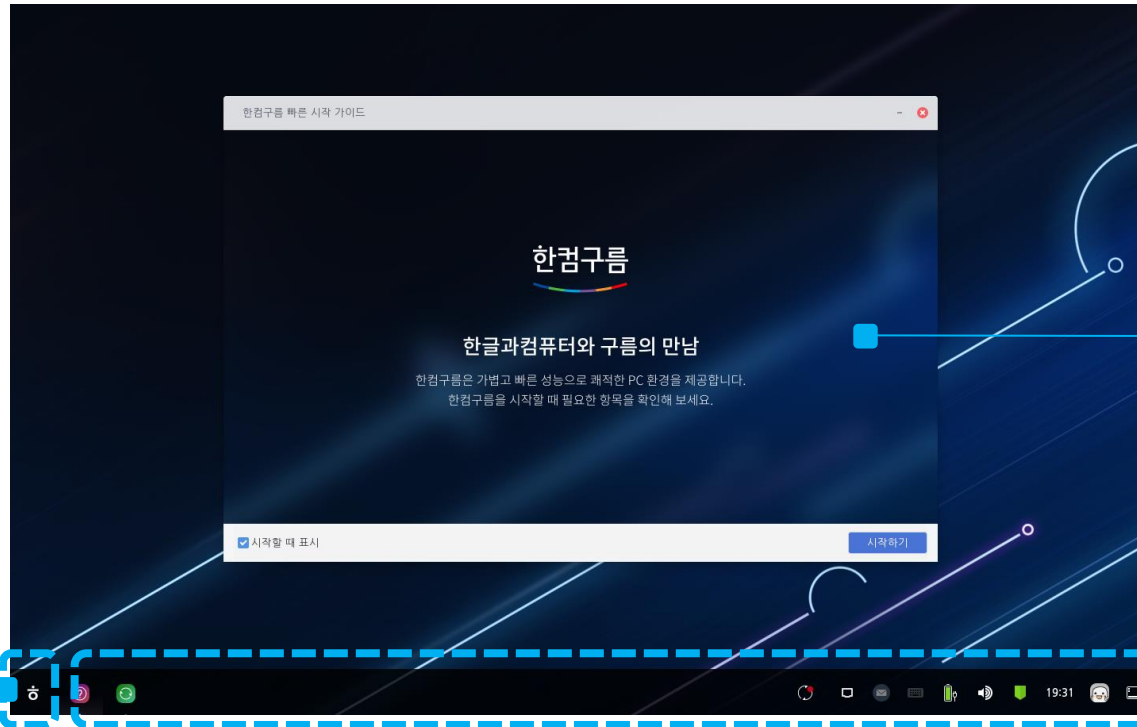 한컴구름 빠른 시작 가이드
한컴구름
한글과컴퓨터와 구름의 만남
한컴구름은 가볍고 빠른 성능으로 쾌적한 PC 환경을 제공합니다.
한컴구름을 시작할 때 필요한 항목을 확인해 보세요.
시작할 때 표시
시작하기
ㅎ
19:31